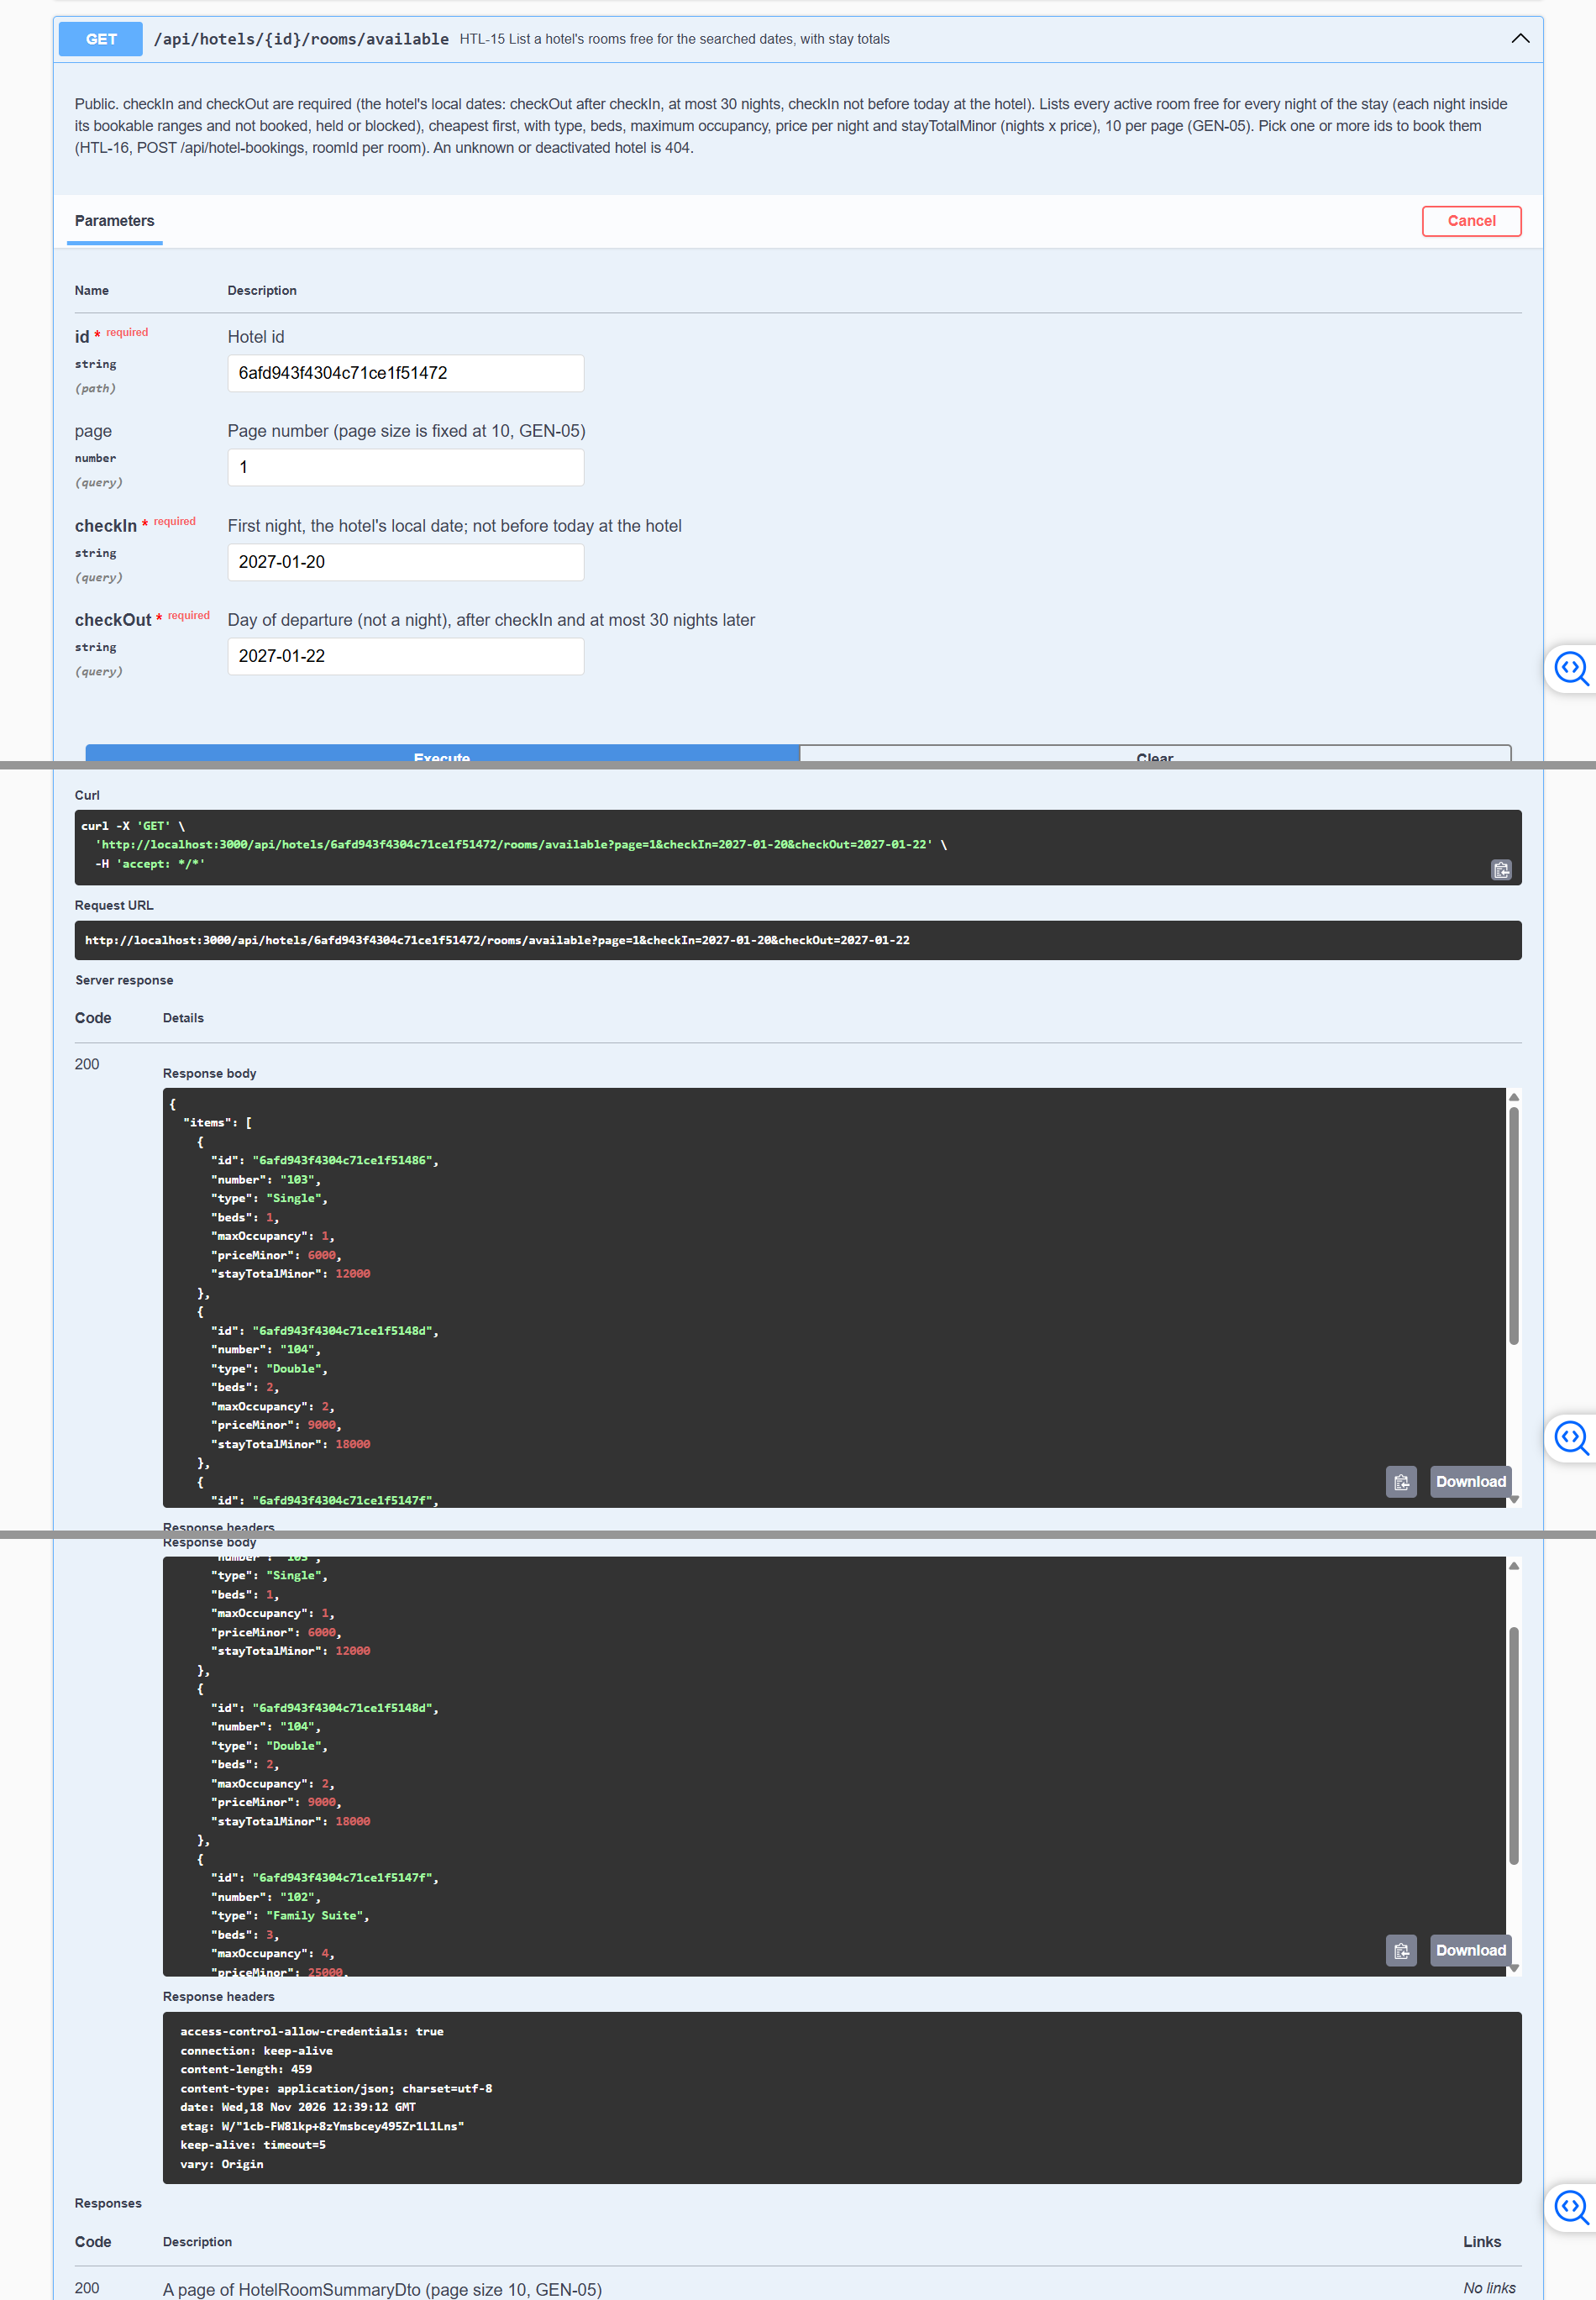 GET /api/hotels/{id}/rooms/available HTL-15 List a hotel's rooms free for the searched dates, with stay totals
Public. checkIn and checkOut are required (the hotel's local dates: checkOut after checkIn, at most 30 nights, checkIn not before today at the hotel). Lists every active room free for every night of the stay (each night inside
its bookable ranges and not booked, held or blocked), cheapest first, with type, beds, maximum occupancy, price per night and stayTotalMinor (nights x price), 10 per page (GEN-05). Pick one or more ids to book them
(HTL-16, POST /api/hotel-bookings, roomId per room). An unknown or deactivated hotel is 404.
Parameters
Cancel
Name Description
id * required Hotel id
string
(path)
6afd943f4304c71ce1f51472
page Page number (page size is fixed at 10, GEN-05)
number
(query)
1
checkIn * required First night, the hotel's local date; not before today at the hotel
string
(query)
2027-01-20
checkOut * required Day of departure (not a night), after checkIn and at most 30 nights later
string
(query)
2027-01-22
Execute Clear
Curl
curl -X 'GET' \
'http://localhost:3000/api/hotels/6afd943f4304c71ce1f51472/rooms/available?page=1&checkIn=2027-01-20&checkOut=2027-01-22' \
-H 'accept: */*'
Request URL
http://localhost:3000/api/hotels/6afd943f4304c71ce1f51472/rooms/available?page=1&checkIn=2027-01-20&checkOut=2027-01-22
Server response
Code Details
200
Response body
{
"items": [
{
"id": "6afd943f4304c71ce1f51486",
"number": "103",
"type": "Single",
"beds": 1,
"maxOccupancy": 1,
"priceMinor": 6000,
"stayTotalMinor": 12000
},
{
"id": "6afd943f4304c71ce1f5148d",
"number": "104",
"type": "Double",
"beds": 2,
"maxOccupancy": 2,
"priceMinor": 9000,
"stayTotalMinor": 18000
},
{
"id": "6afd943f4304c71ce1f5147f",
Download
Response headers
Response body
"number": "103",
"type": "Single",
"beds": 1,
"maxOccupancy": 1,
"priceMinor": 6000,
"stayTotalMinor": 12000
},
{
"id": "6afd943f4304c71ce1f5148d",
"number": "104",
"type": "Double",
"beds": 2,
"maxOccupancy": 2,
"priceMinor": 9000,
"stayTotalMinor": 18000
},
{
"id": "6afd943f4304c71ce1f5147f",
"number": "102",
"type": "Family Suite",
"beds": 3,
"maxOccupancy": 4,
"priceMinor": 25000,
Download
Response headers
access-control-allow-credentials: true
connection: keep-alive
content-length: 459
content-type: application/json; charset=utf-8
date: Wed,18 Nov 2026 12:39:12 GMT
etag: W/"1cb-FW8lkp+8zYmsbcey495Zr1L1Lns"
keep-alive: timeout=5
vary: Origin
Responses
Code Description Links
200 A page of HotelRoomSummaryDto (page size 10, GEN-05) No links